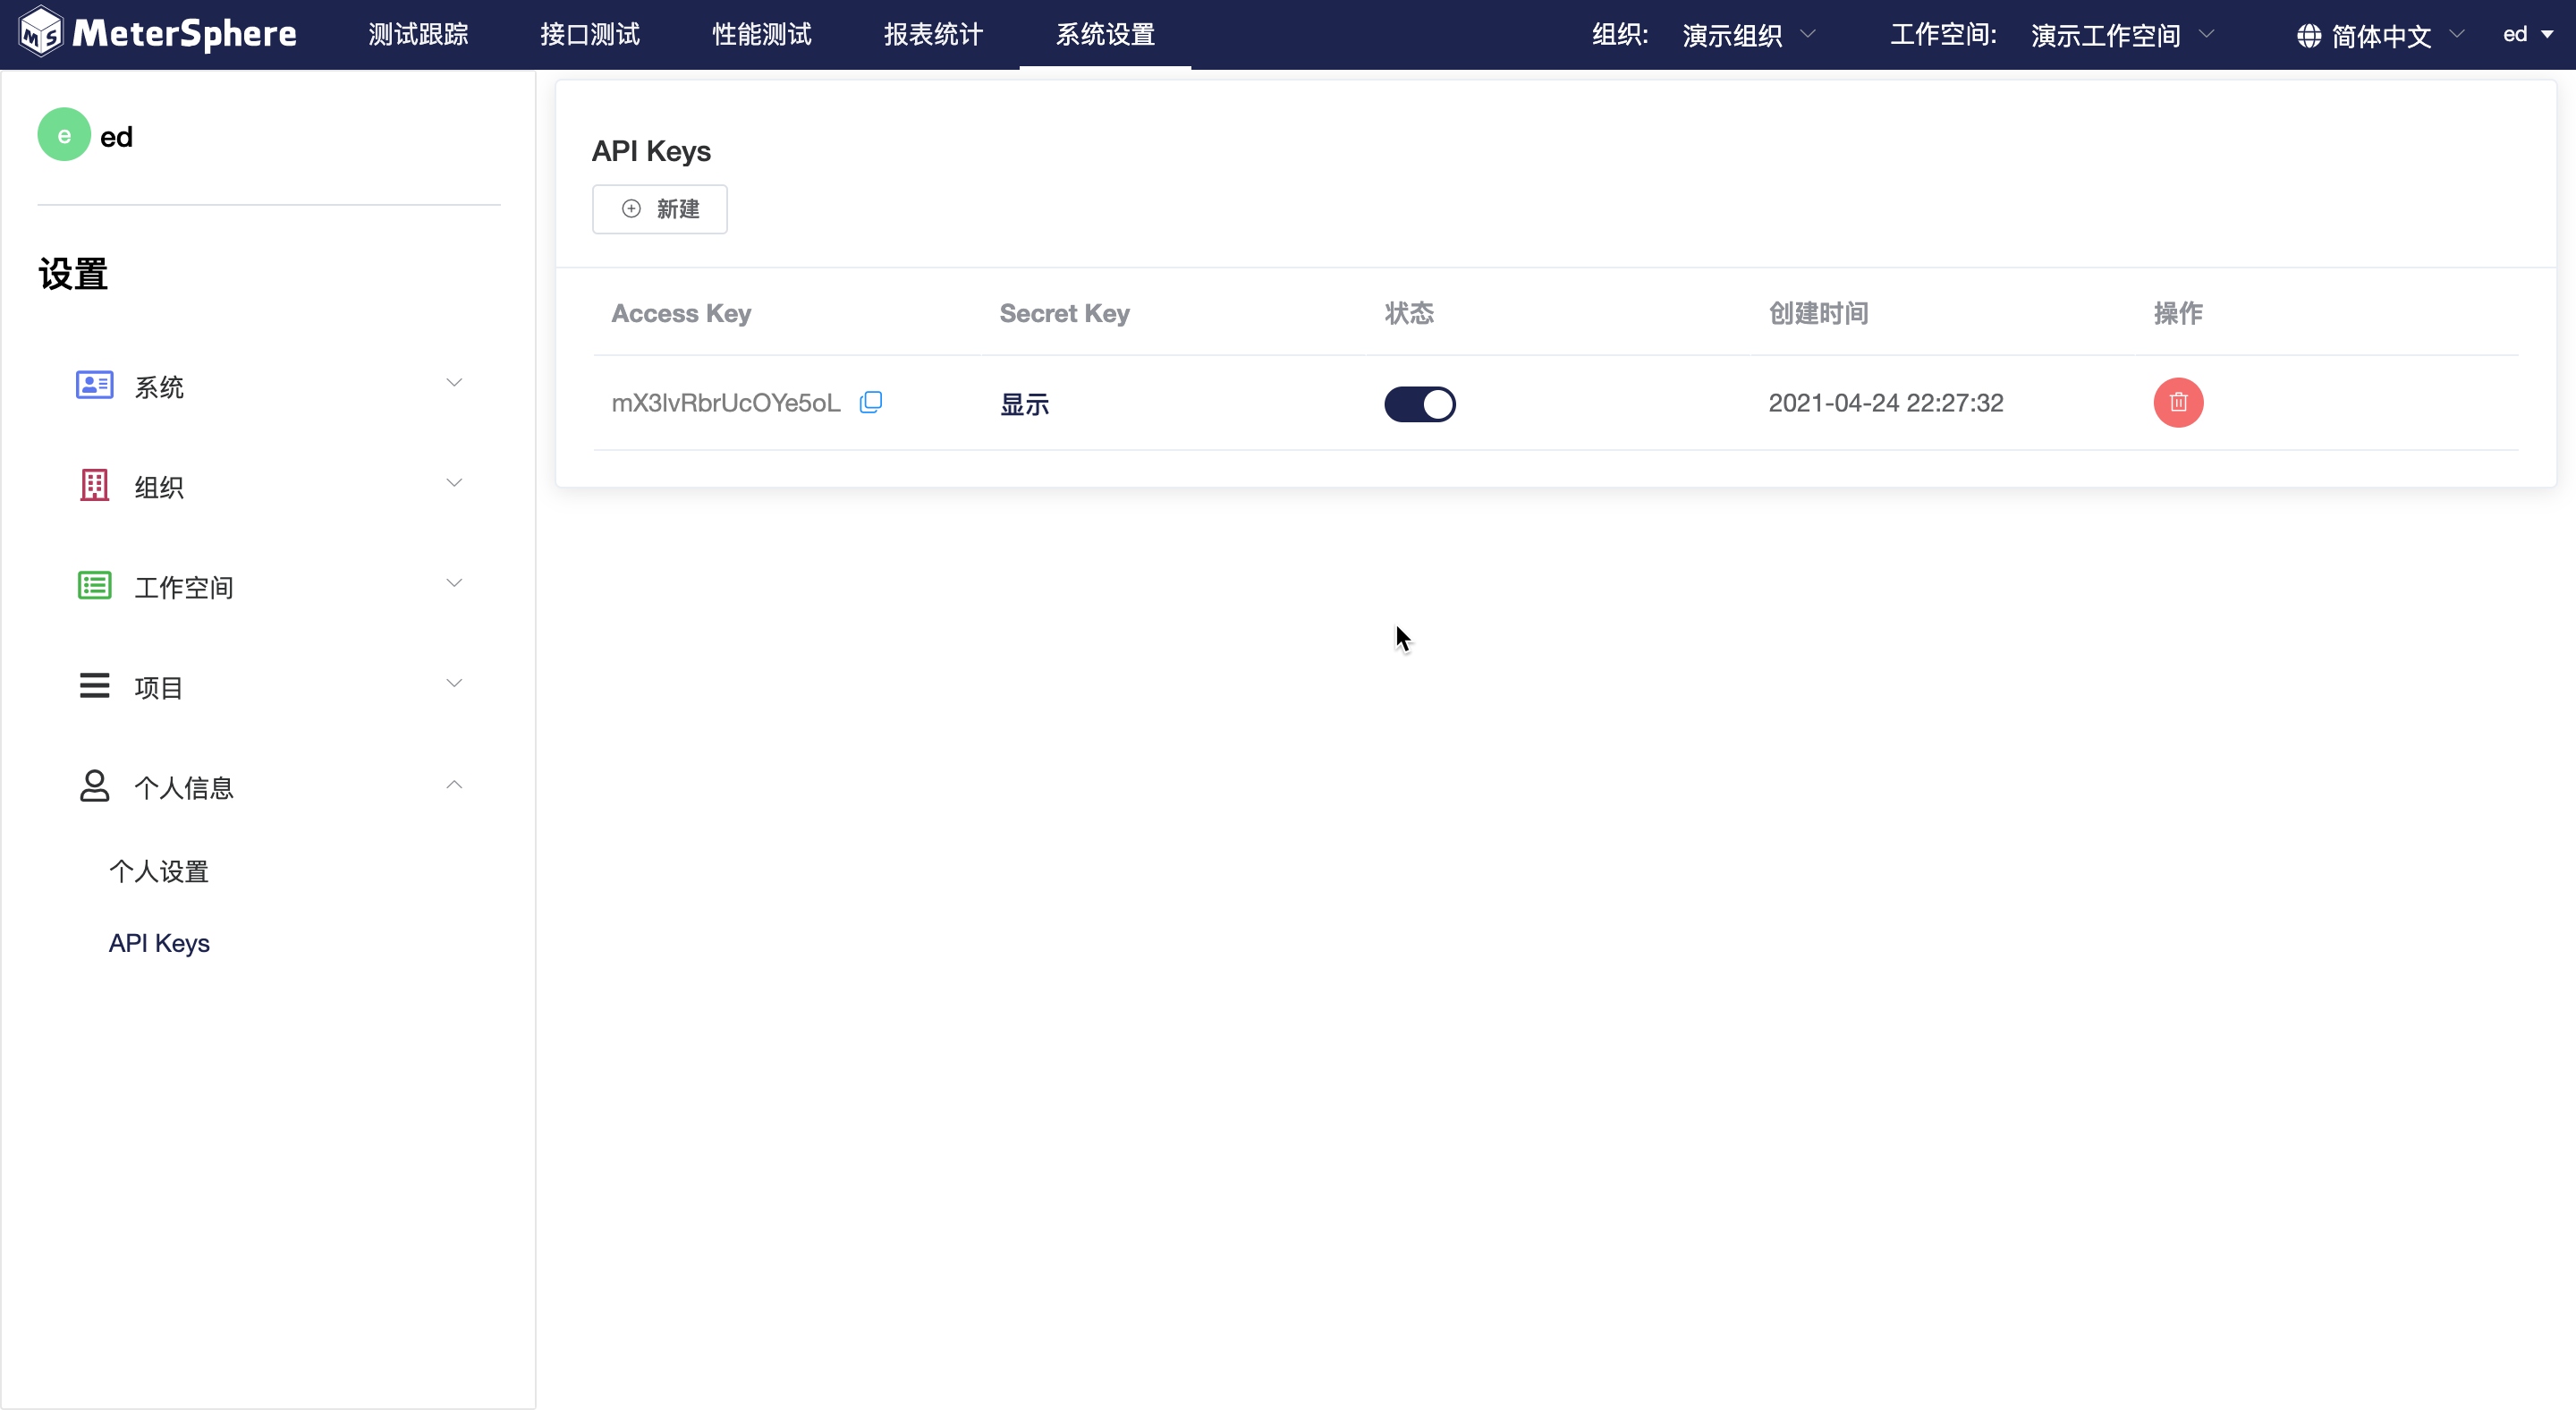 MeterSphere 测试跟踪 接口测试 性能测试 报表统计 系统设置 组织: 演示组织 工作空间: 演示工作空间 简体中文 ed
e ed
设置
系统
组织
工作空间
项目
个人信息
个人设置
API Keys
API Keys
新建
Access Key Secret Key 状态 创建时间 操作
mX3lvRbrUcOYe5oL 显示 2021-04-24 22:27:32